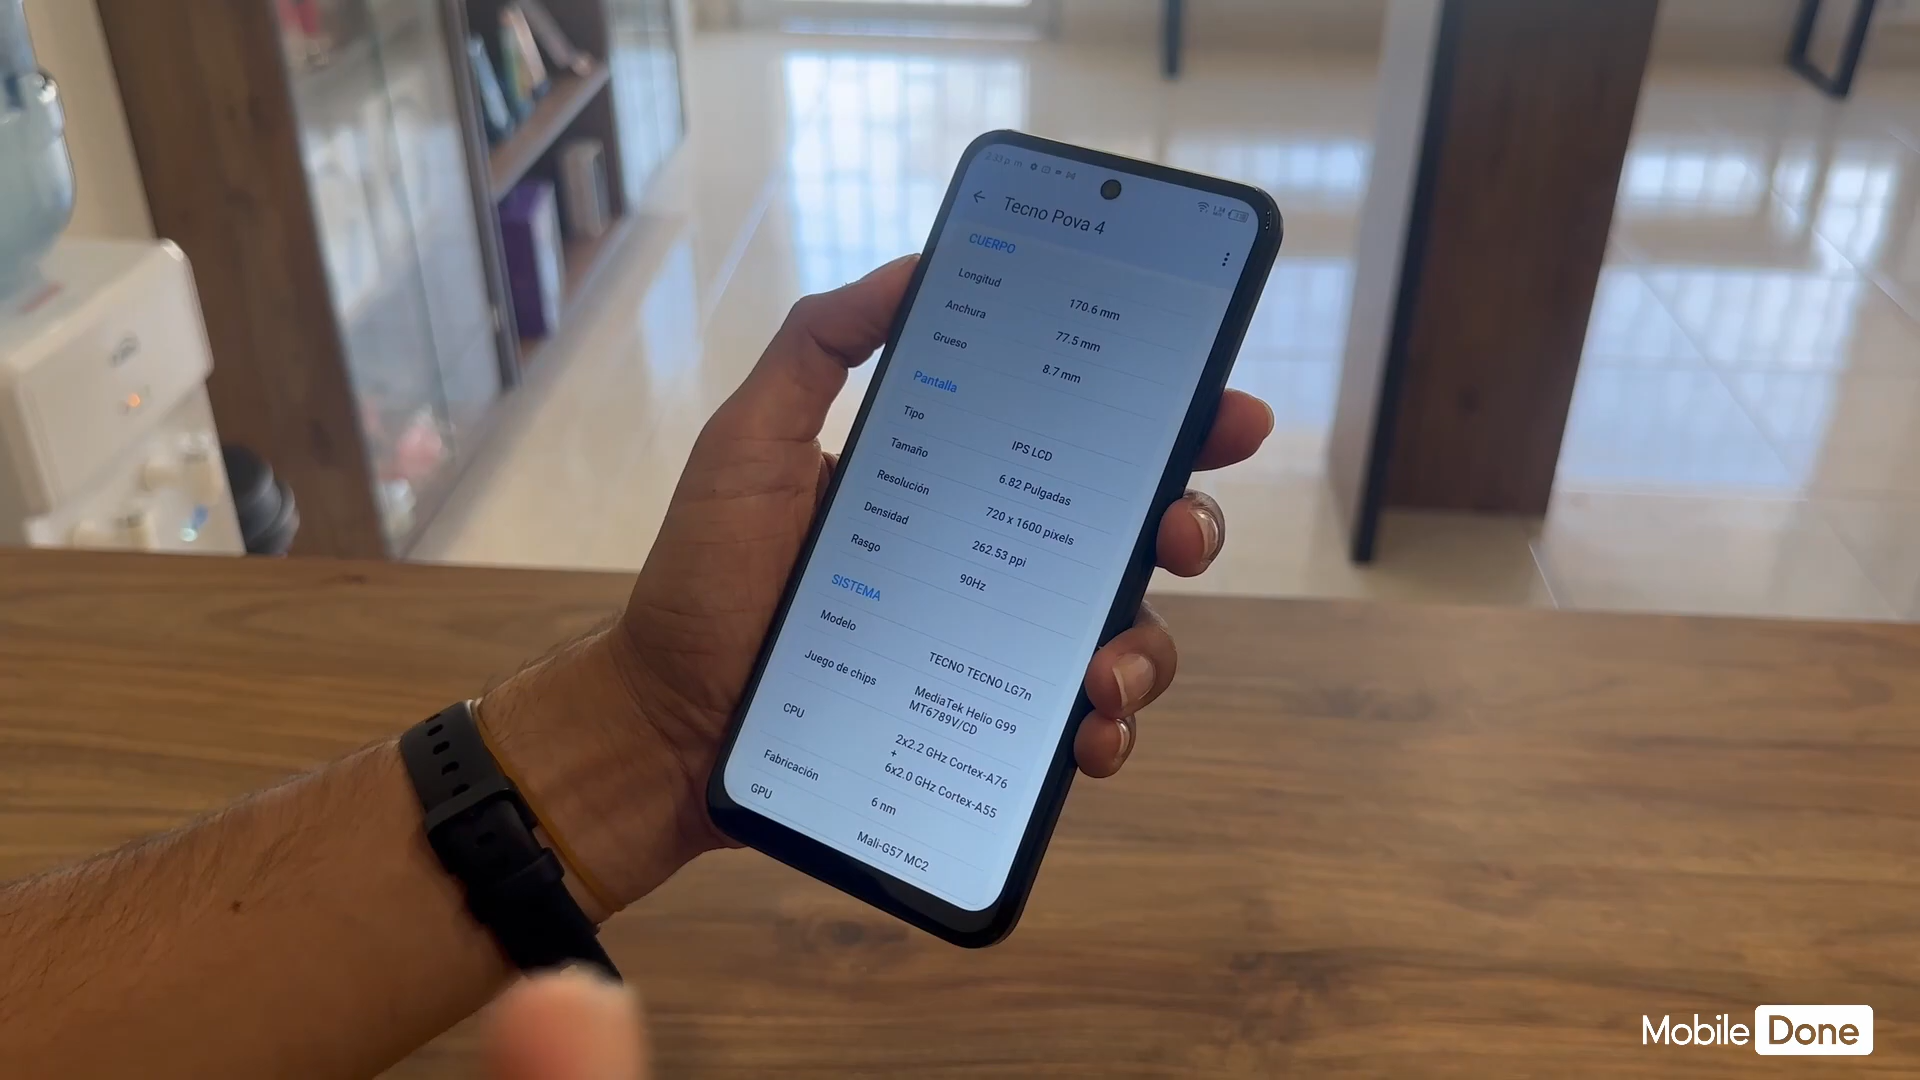 2:33 p. m.
Tecno Pova 4
CUERPO
Longitud 170.6 mm
Anchura 77.5 mm
Grueso 8.7 mm
Pantalla
Tipo IPS LCD
Tamaño 6.82 Pulgadas
Resolución 720 x 1600 pixels
Densidad 262.53 ppi
Rasgo 90Hz
SISTEMA
Modelo TECNO TECNO LG7n
Juego de chips MediaTek Helio G99
MT6789V/CD
CPU 2x2.2 GHz Cortex-A76
+
6x2.0 GHz Cortex-A55
Fabricación 6 nm
GPU Mali-G57 MC2
Mobile Done